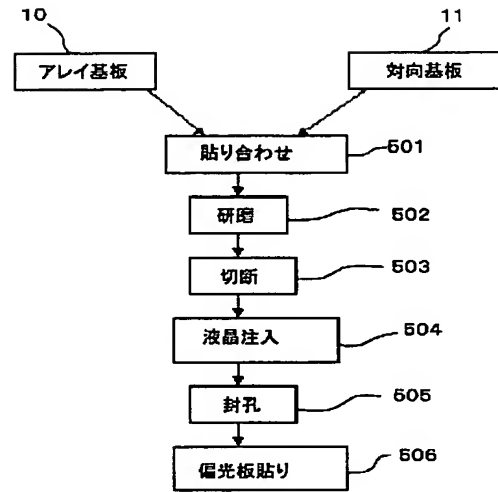 10
11
アレイ基板
対向基板
貼り合わせ
501
研磨
502
切断
503
液晶注入
504
封孔
505
偏光板貼り
506